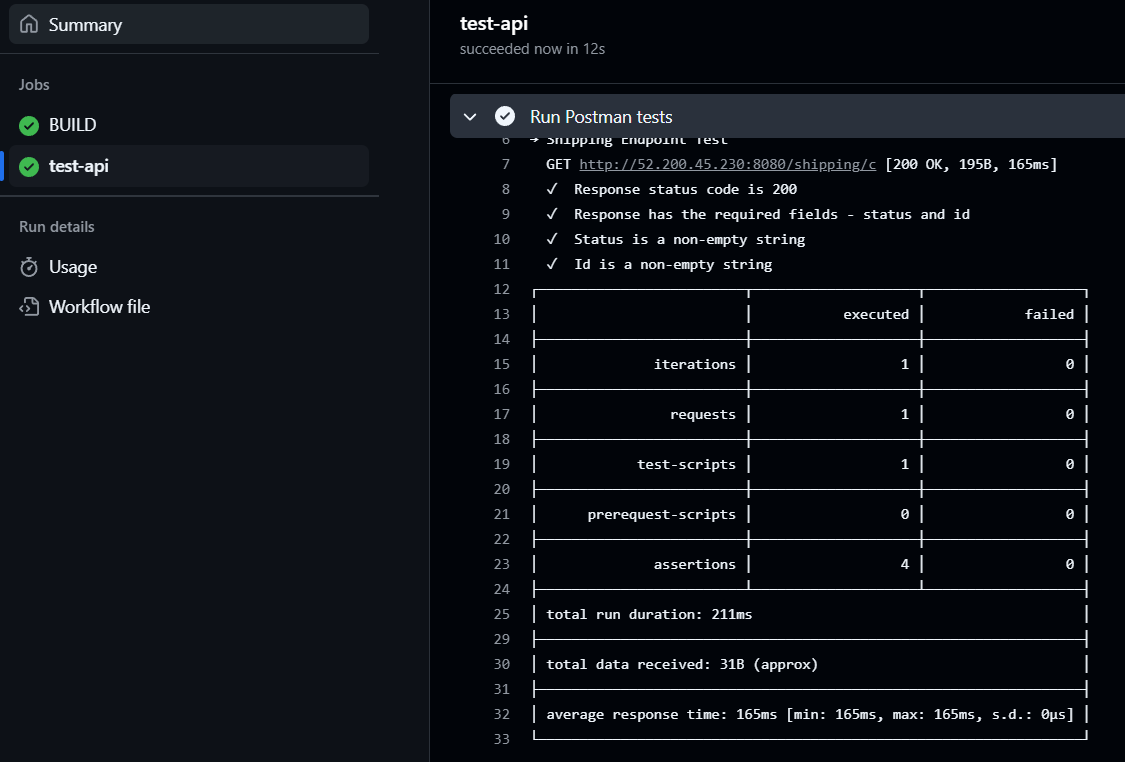 Summary
Jobs
BUILD
test-api
Run details
Usage
Workflow file
test-api
succeeded now in 12s
Run Postman tests
6 → Shipping Endpoint Test
7 GET http://52.200.45.230:8080/shipping/c [200 OK, 195B, 165ms]
8 ✓ Response status code is 200
9 ✓ Response has the required fields - status and id
10 ✓ Status is a non-empty string
11 ✓ Id is a non-empty string
12
13 executed failed
14
15 iterations 1 0
16
17 requests 1 0
18
19 test-scripts 1 0
20
21 prerequest-scripts 0 0
22
23 assertions 4 0
24
25 total run duration: 211ms
29
30 total data received: 31B (approx)
31
32 average response time: 165ms [min: 165ms, max: 165ms, s.d.: 0µs]
33